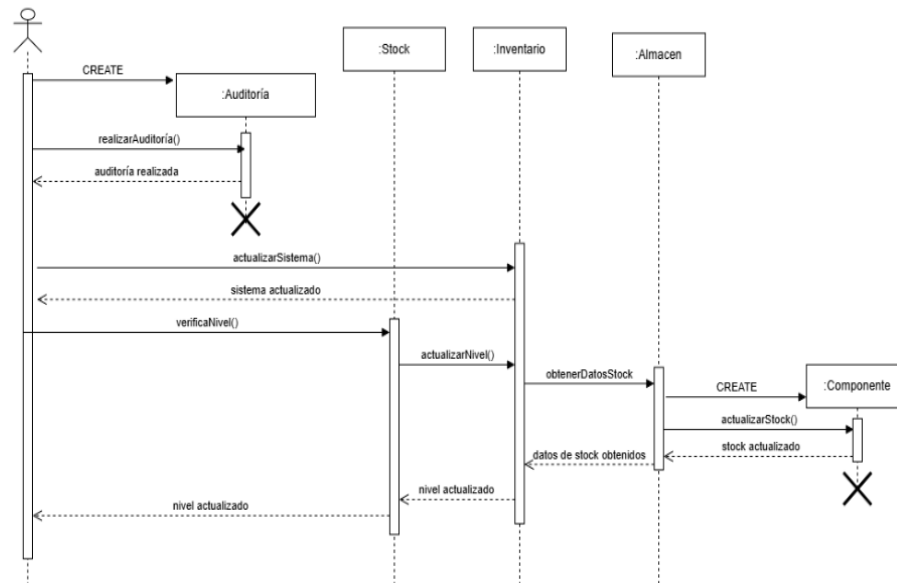 :Stock
:Inventario
:Almacen
CREATE
:Auditoría
realizarAuditoría()
auditoría realizada
actualizarSistema()
sistema actualizado
verificaNivel()
actualizarNivel()
obtenerDatosStock
CREATE
:Componente
actualizarStock()
stock actualizado
datos de stock obtenidos
nivel actualizado
nivel actualizado